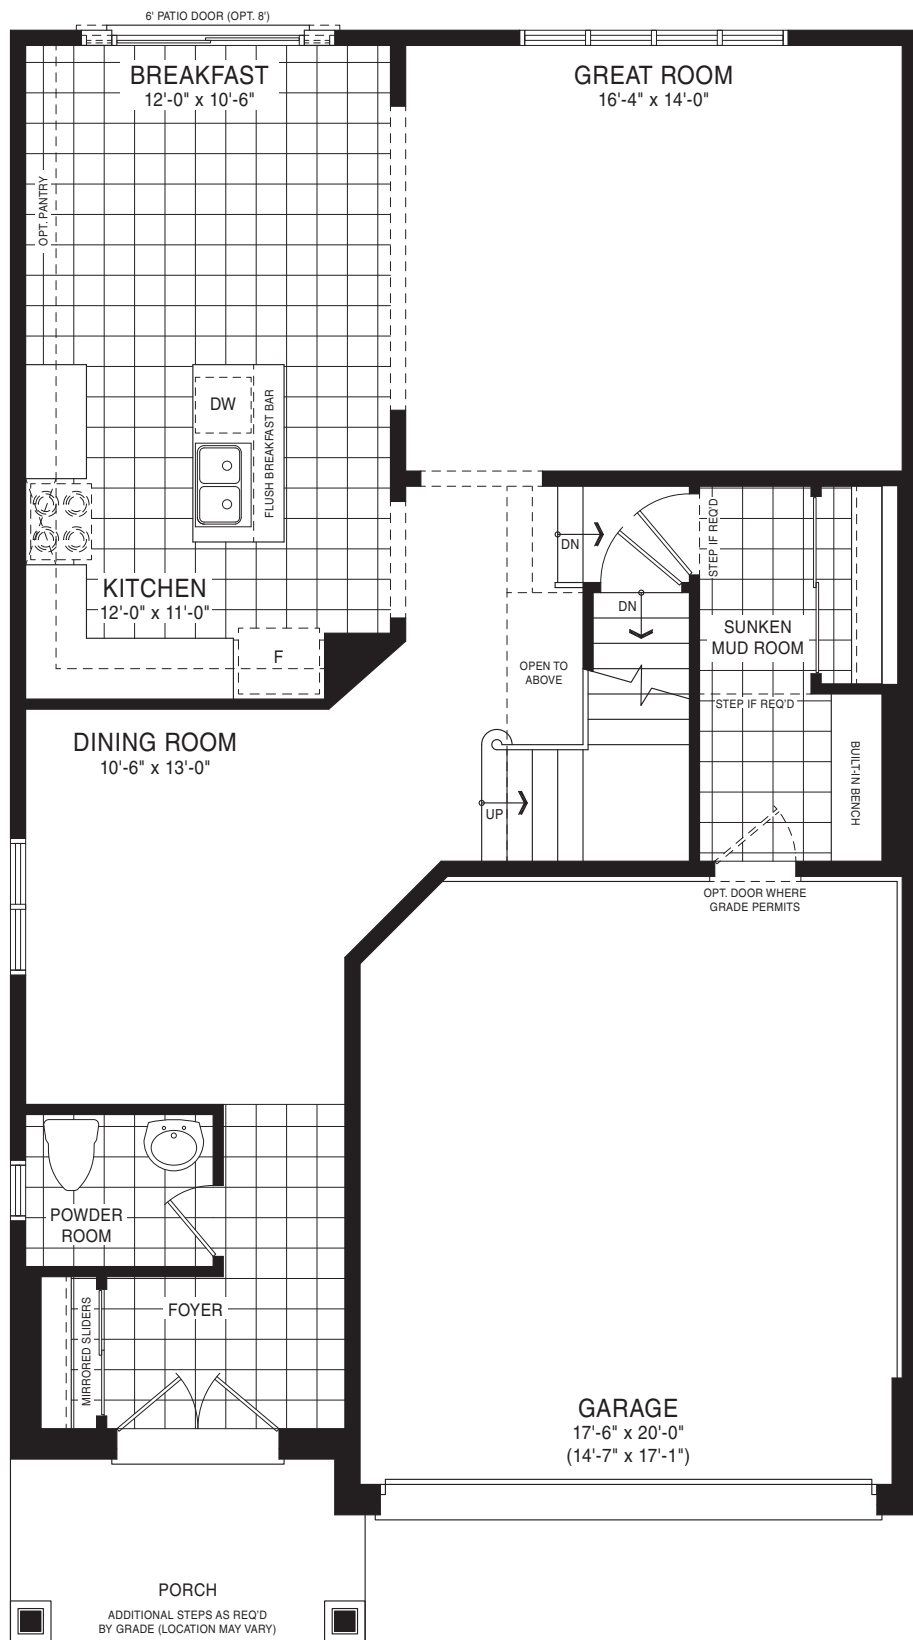 6' PATIO DOOR (OPT. 8')
BREAKFAST
12'-0" x 10'-6"
GREAT ROOM
16'-4" x 14'-0"
OPT. PANTRY
DW
FLUSH BREAKFAST BAR
KITCHEN
12'-0" x 11'-0"
F
DN
STEP IF REQ'D
DN
SUNKEN
MUD ROOM
OPEN TO
ABOVE
STEP IF REQ'D
DINING ROOM
10'-6" x 13'-0"
UP
BUILT-IN BENCH
OPT. DOOR WHERE
GRADE PERMITS
POWDER
ROOM
FOYER
MIRRORED SLIDERS
GARAGE
17'-6" x 20'-0"
(14'-7" x 17'-1")
PORCH
ADDITIONAL STEPS AS REQ'D
BY GRADE (LOCATION MAY VARY)